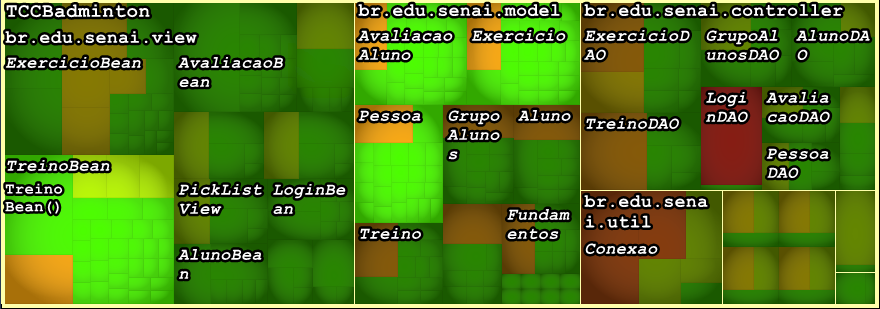 TCCBadminton
br.edu.senai.view
ExercicioBean
AvaliacaoB
ean
TreinoBean
Treino
Bean()
PickList
View
LoginBe
an
AlunoBea
n
br.edu.senai.model
Avaliacao
Aluno
Exercicio
Pessoa
Grupo
Aluno
s
Aluno
Treino
Fundam
entos
br.edu.senai.controller
ExercicioD
AO
GrupoAl
unosDAO
AlunoDA
O
TreinoDAO
Logi
nDAO
Avalia
caoDAO
Pessoa
DAO
br.edu.sena
i.util
Conexao